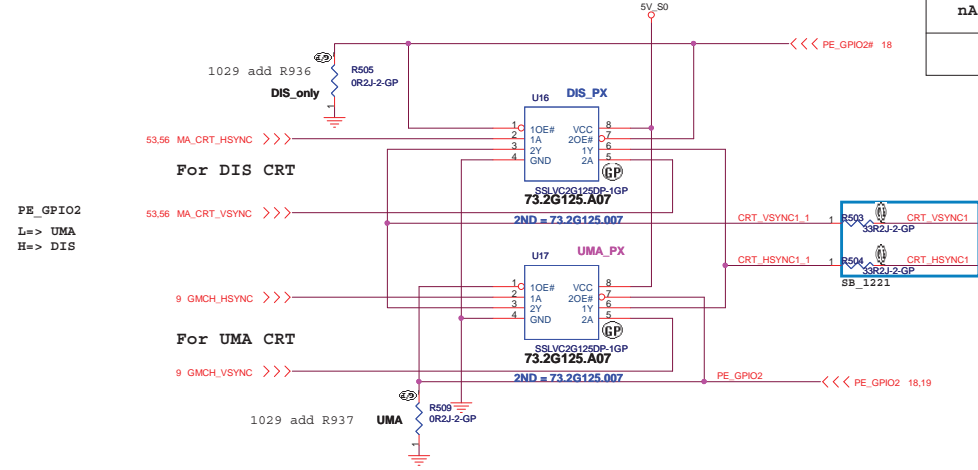 5V_S0
nA
PE_GPIO2# 18
1029 add R936
R505
0R2J-2-GP
DIS_only
1
U16
DIS_PX
1 1OE# VCC 8
2 1A 2OE# 7
3 2Y 1Y 6
4 GND 2A 5
GP
SSLVC2G125DP-1GP
73.2G125.A07
2ND = 73.2G125.007
53,56 MA_CRT_HSYNC
For DIS CRT
53,56 MA_CRT_VSYNC
PE_GPIO2
L=> UMA
H=> DIS
CRT_VSYNC1_1 1 R503 CRT_VSYNC1
33R2J-2-GP
CRT_HSYNC1_1 1 R504 CRT_HSYNC1
33R2J-2-GP
SB_1221
U17
UMA_PX
1 1OE# VCC 8
2 1A 2OE# 7
3 2Y 1Y 6
4 GND 2A 5
GP
SSLVC2G125DP-1GP
73.2G125.A07
2ND = 73.2G125.007
9 GMCH_HSYNC
For UMA CRT
9 GMCH_VSYNC
PE_GPIO2
PE_GPIO2 18,19
1029 add R937
UMA
R509
0R2J-2-GP
1